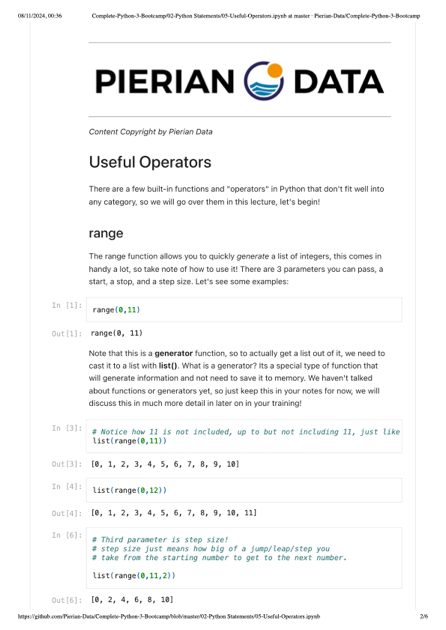 08/11/2024, 00:36 Complete-Python-3-Bootcamp/02-Python Statements/05-Useful-Operators.ipynb at master · Pierian-Data/Complete-Python-3-Bootcamp
PIERIAN DATA
Content Copyright by Pierian Data
Useful Operators
There are a few built-in functions and "operators" in Python that don't fit well into
any category, so we will go over them in this lecture, let's begin!
range
The range function allows you to quickly generate a list of integers, this comes in
handy a lot, so take note of how to use it! There are 3 parameters you can pass, a
start, a stop, and a step size. Let's see some examples:
In [1]: range(0,11)
Out[1]: range(0, 11)
Note that this is a generator function, so to actually get a list out of it, we need to
cast it to a list with list(). What is a generator? Its a special type of function that
will generate information and not need to save it to memory. We haven't talked
about functions or generators yet, so just keep this in your notes for now, we will
discuss this in much more detail in later on in your training!
In [3]: # Notice how 11 is not included, up to but not including 11, just like
list(range(0,11))
Out[3]: [0, 1, 2, 3, 4, 5, 6, 7, 8, 9, 10]
In [4]: list(range(0,12))
Out[4]: [0, 1, 2, 3, 4, 5, 6, 7, 8, 9, 10, 11]
In [6]: # Third parameter is step size!
# step size just means how big of a jump/leap/step you
# take from the starting number to get to the next number.
list(range(0,11,2))
Out[6]: [0, 2, 4, 6, 8, 10]
https://github.com/Pierian-Data/Complete-Python-3-Bootcamp/blob/master/02-Python Statements/05-Useful-Operators.ipynb 2/6